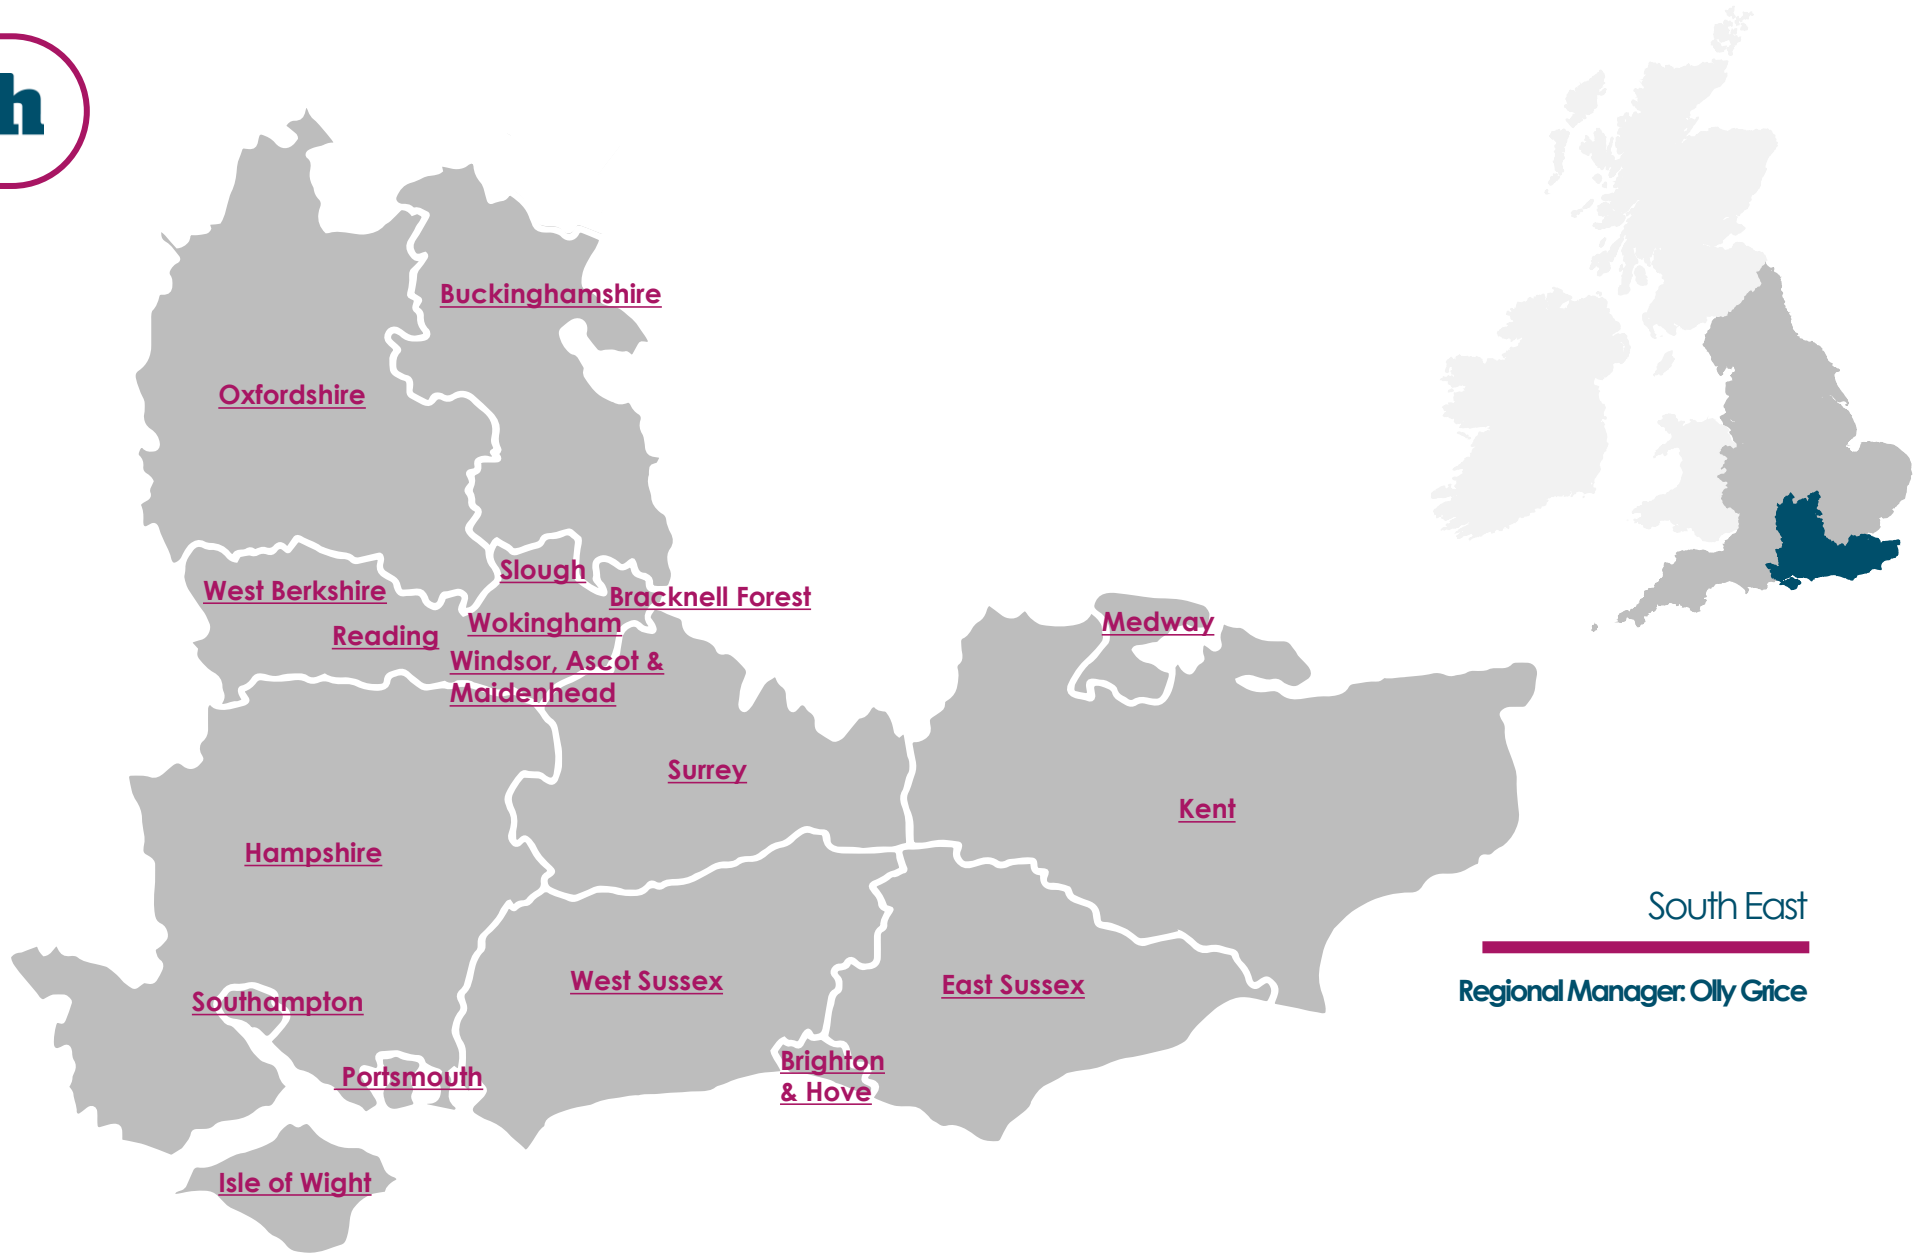 h
Buckinghamshire
Oxfordshire
Slough
West Berkshire
Bracknell Forest
Wokingham
Medway
Reading
Windsor, Ascot &
Maidenhead
Surrey
Kent
Hampshire
South East
West Sussex
East Sussex
Regional Manager: Olly Grice
Southampton
Brighton
& Hove
Portsmouth
Isle of Wight